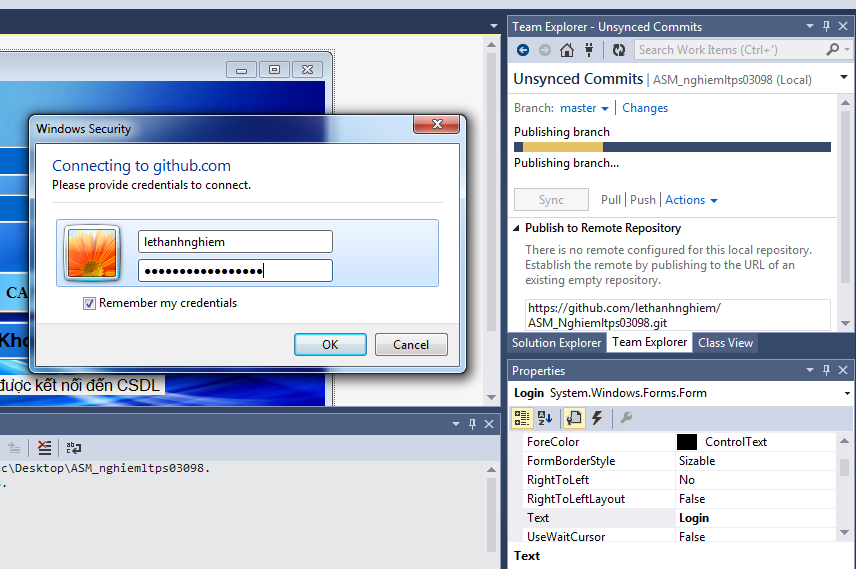 Team Explorer - Unsynced Commits
Search Work Items (Ctrl+')
Unsynced Commits | ASM_nghiemltps03098 (Local)
Branch: master Changes
Publishing branch
Publishing branch...
Sync Pull Push Actions
Publish to Remote Repository
There is no remote configured for this local repository.
Establish the remote by publishing to the URL of an
existing empty repository.
https://github.com/lethanhnghiem/
ASM_Nghiemltps03098.git
Solution Explorer Team Explorer Class View
Windows Security
Connecting to github.com
Please provide credentials to connect.
lethanhnghiem
•••••••••••••••••
Remember my credentials
OK Cancel
CA
Kho
được kết nối đến CSDL
\Desktop\ASM_nghiemltps03098.
Properties
Login System.Windows.Forms.Form
ForeColor ControlText
FormBorderStyle Sizable
RightToLeft No
RightToLeftLayout False
Text Login
UseWaitCursor False
Text